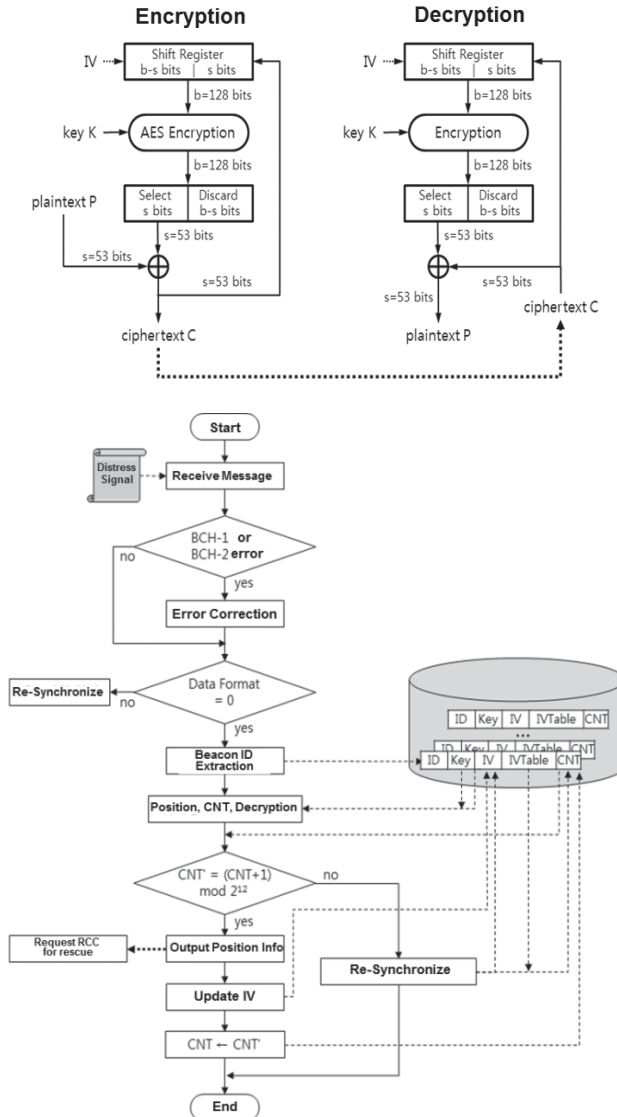 Encryption
IV
Shift Register
b-s bits | s bits
b=128 bits
key K
AES Encryption
b=128 bits
plaintext P
Select
s bits
Discard
b-s bits
s=53 bits
s=53 bits
s=53 bits
ciphertext C
Decryption
IV
Shift Register
b-s bits | s bits
b=128 bits
key K
Encryption
b=128 bits
Select
s bits
Discard
b-s bits
s=53 bits
s=53 bits
s=53 bits
ciphertext C
plaintext P
Start
Distress
Signal
Receive Message
BCH-1 or
BCH-2 error
no
yes
Error Correction
Data Format
= 0
Re-Synchronize
no
yes
ID Key IV IVTable CNT
...
ID Key IV IVTable CNT
ID Key IV IVTable CNT
Beacon ID
Extraction
Position, CNT, Decryption
CNT' = (CNT+1)
mod 2¹²
no
yes
Request RCC
for rescue
Output Position Info
Re-Synchronize
Update IV
CNT ← CNT'
End